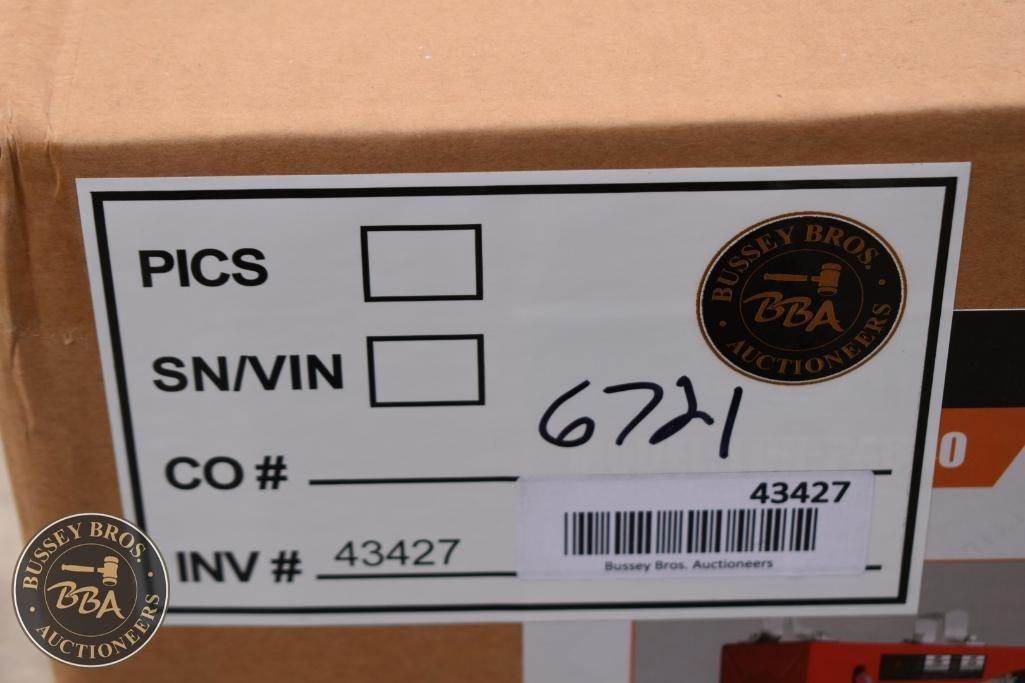 PICS
BUSSEY BROS.
BBA
AUCTIONEERS
SN/VIN
6721
CO #
0
43427
INV # 43427
Bussey Bros. Auctioneers
BUSSEY BROS.
BBA
AUCTIONEERS